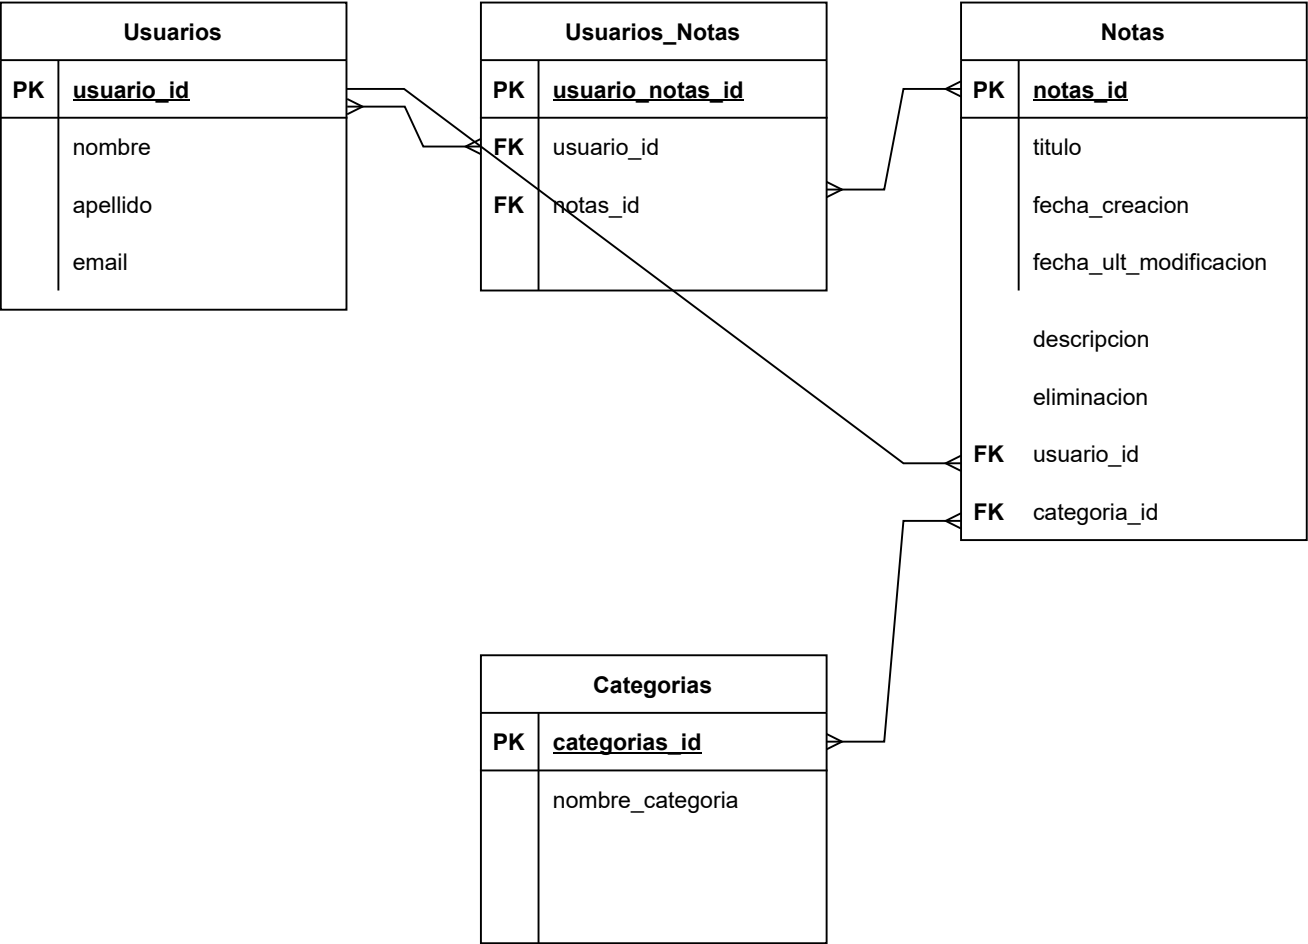 Usuarios
PK usuario_id
nombre
apellido
email
Usuarios_Notas
PK usuario_notas_id
FK usuario_id
FK notas_id
Notas
PK notas_id
titulo
fecha_creacion
fecha_ult_modificacion
descripcion
eliminacion
FK usuario_id
FK categoria_id
Categorias
PK categorias_id
nombre_categoria